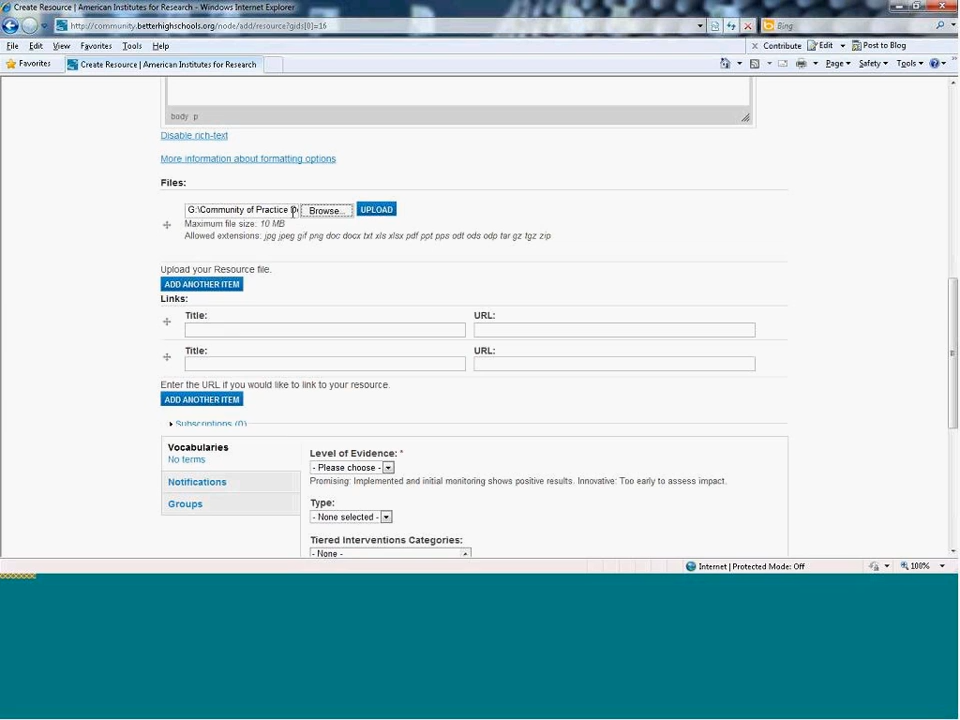 Create Resource | American Institutes for Research - Windows Internet Explorer
http://community.betterhighschools.org/node/add/resource?gids[0]=16
Bing
File Edit View Favorites Tools Help
x Contribute Edit Post to Blog
Favorites Create Resource | American Institutes for Research
Page Safety Tools
body p
Disable rich-text
More information about formatting options
Files:
G:\Community of Practice Browse... UPLOAD
Maximum file size: 10 MB
Allowed extensions: jpg jpeg gif png doc docx txt xls xlsx pdf ppt pps odt ods odp tar gz tgz zip
Upload your Resource file.
ADD ANOTHER ITEM
Links:
Title: URL:
Title: URL:
Enter the URL if you would like to link to your resource.
ADD ANOTHER ITEM
Subscriptions (0)
Vocabularies
No terms
Notifications
Groups
Level of Evidence: *
- Please choose -
Promising: Implemented and initial monitoring shows positive results. Innovative: Too early to assess impact.
Type:
- None selected -
Tiered Interventions Categories:
- None -
Internet | Protected Mode: Off 100%